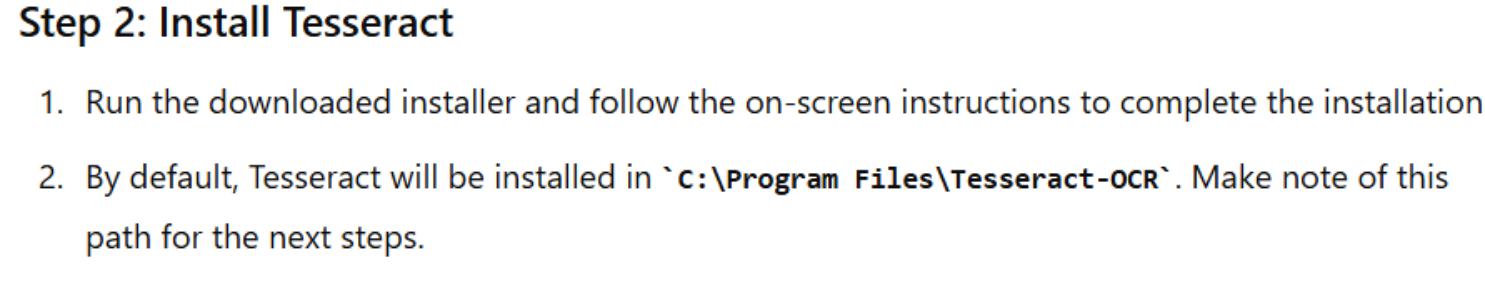 Step 2: Install Tesseract
1. Run the downloaded installer and follow the on-screen instructions to complete the installation
2. By default, Tesseract will be installed in `C:\Program Files\Tesseract-OCR`. Make note of this
path for the next steps.